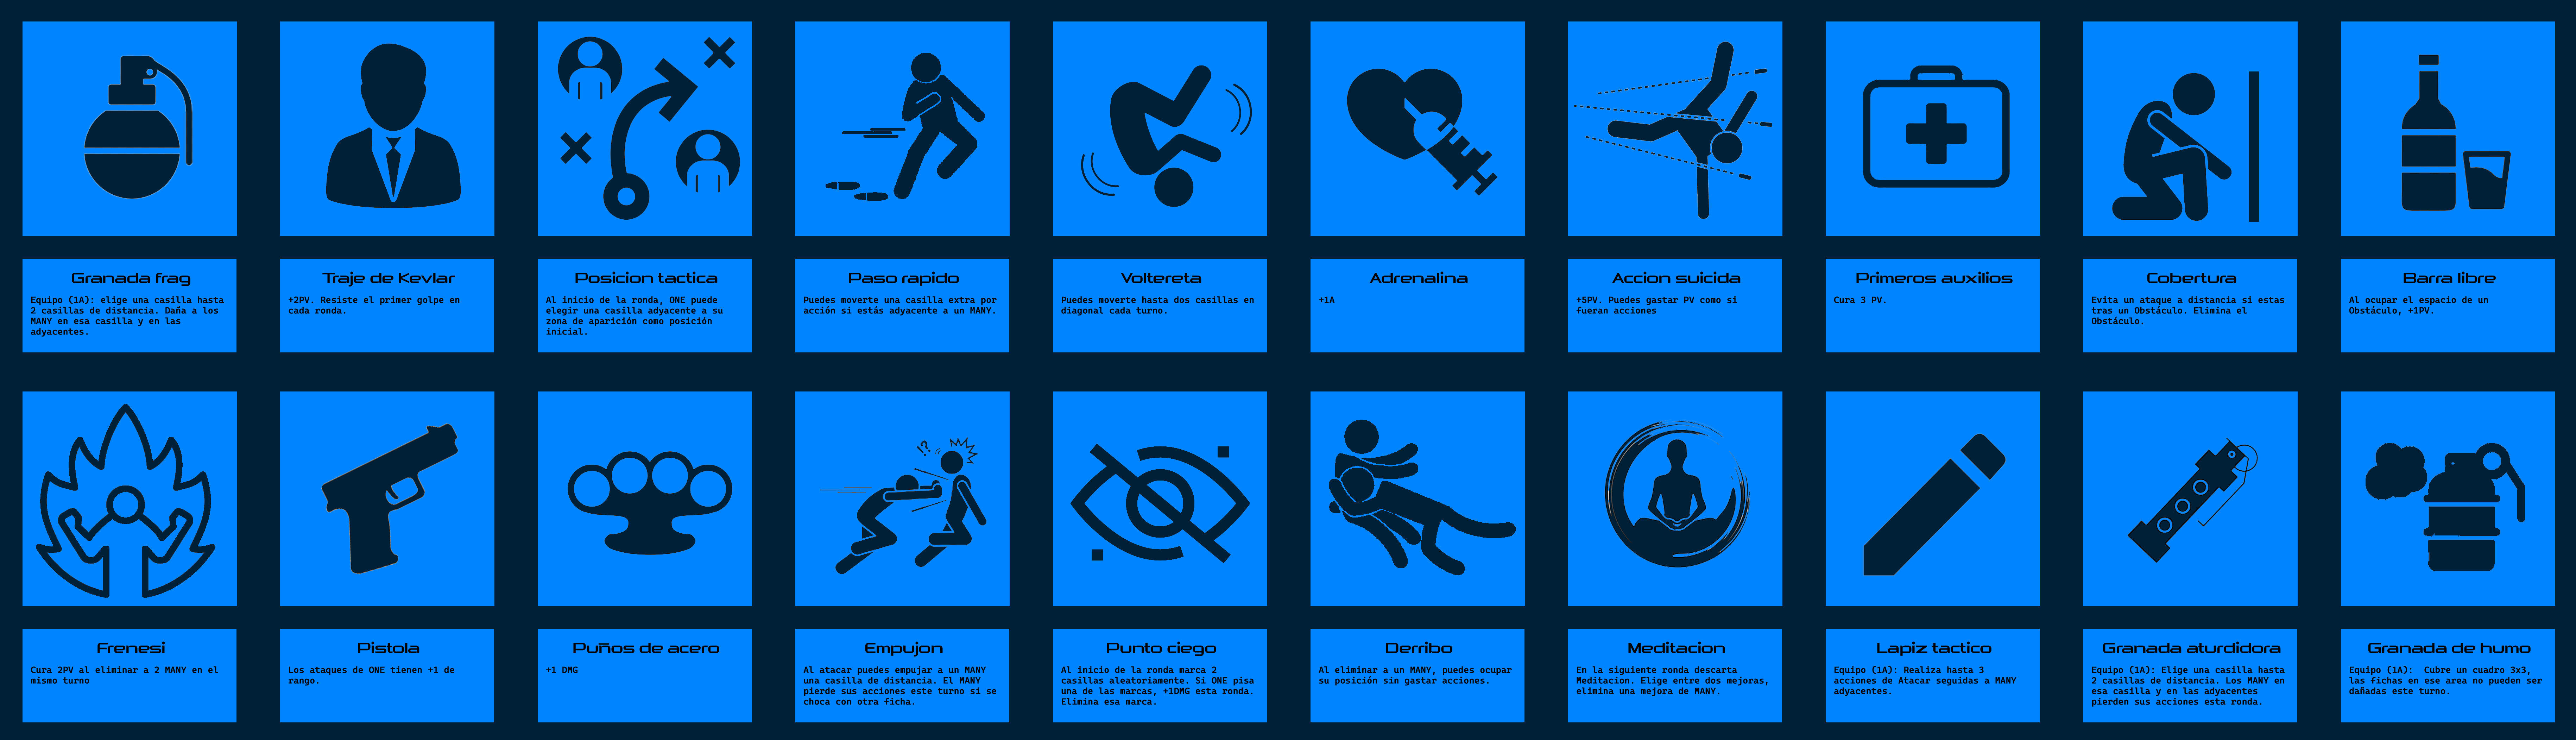 Granada frag
Equipo (1A): elige una casilla hasta
2 casillas de distancia. Daña a los
MANY en esa casilla y en las
adyacentes.
Traje de Kevlar
+2PV. Resiste el primer golpe en
cada ronda.
Posicion tactica
Al inicio de la ronda, ONE puede
elegir una casilla adyacente a su
zona de aparición como posición
inicial.
Paso rapido
Puedes moverte una casilla extra por
acción si estás adyacente a un MANY.
Voltereta
Puedes moverte hasta dos casillas en
diagonal cada turno.
Adrenalina
+1A
Accion suicida
+5PV. Puedes gastar PV como si
fueran acciones
Primeros auxilios
Cura 3 PV.
Cobertura
Evita un ataque a distancia si estas
tras un Obstáculo. Elimina el
Obstáculo.
Barra libre
Al ocupar el espacio de un
Obstáculo, +1PV.
Frenesi
Cura 2PV al eliminar a 2 MANY en el
mismo turno
Pistola
Los ataques de ONE tienen +1 de
rango.
Puños de acero
+1 DMG
!?
Empujon
Al atacar puedes empujar a un MANY
una casilla de distancia. El MANY
pierde sus acciones este turno si se
choca con otra ficha.
Punto ciego
Al inicio de la ronda marca 2
casillas aleatoriamente. Si ONE pisa
una de las marcas, +1DMG esta ronda.
Elimina esa marca.
Derribo
Al eliminar a un MANY, puedes ocupar
su posición sin gastar acciones.
Meditacion
En la siguiente ronda descarta
Meditacion. Elige entre dos mejoras,
elimina una mejora de MANY.
Lapiz tactico
Equipo (1A): Realiza hasta 3
acciones de Atacar seguidas a MANY
adyacentes.
Granada aturdidora
Equipo (1A): Elige una casilla hasta
2 casillas de distancia. Los MANY en
esa casilla y en las adyacentes
pierden sus acciones esta ronda.
Granada de humo
Equipo (1A):  Cubre un cuadro 3x3,
las fichas en ese area no pueden ser
dañadas este turno.